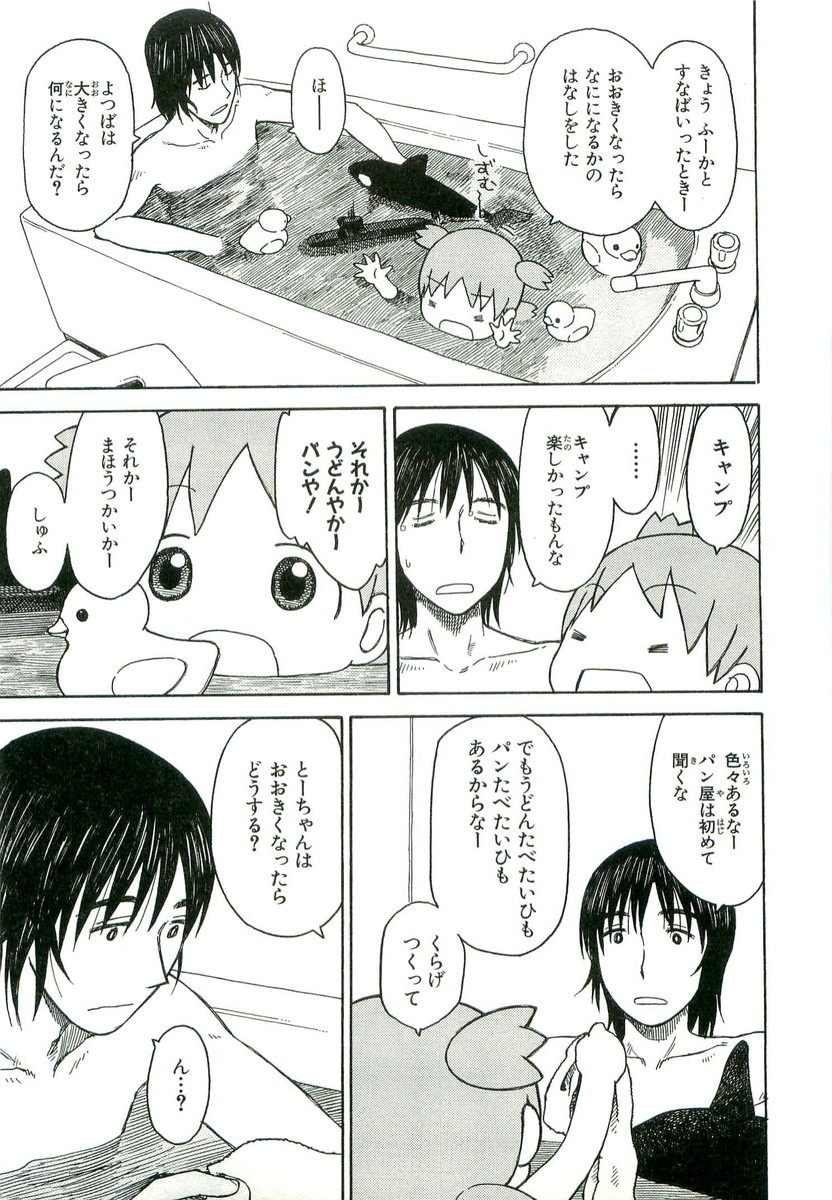 きょう ふーかと
すなばいったときー
おおきくなったら
なにになるかの
はなしをした
ほー
しずむー
よつばは
大きくなったら
何になるんだ？
キャンプ
……
キャンプ
楽しかったもんな
それかー
うどんやかー
パンや！
それかー
まほうつかいかー
しゅふ
色々あるなー
パン屋は初めて
聞くな
でもうどんたべたいひも
パンたべたいひも
あるからなー
くらげ
つくって
とーちゃんは
おおきくなったら
どうする？
ん…？